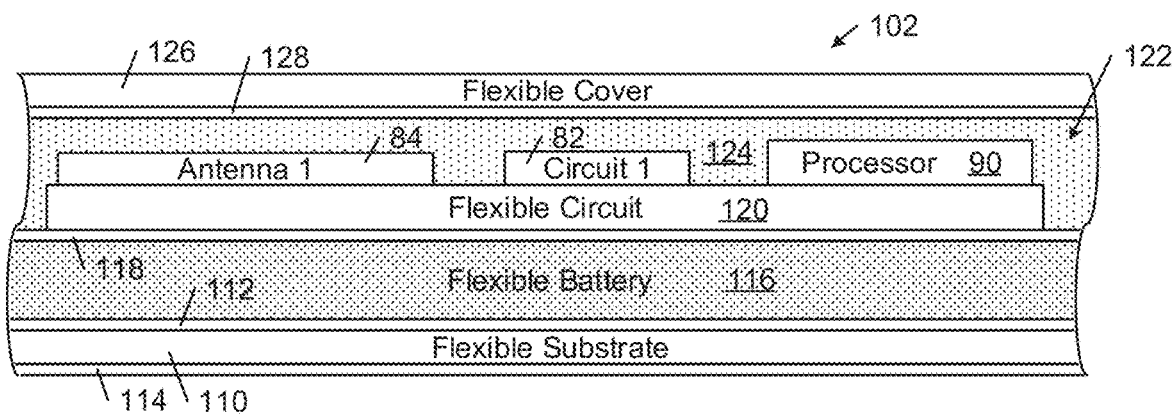 102
126
128
122
Flexible Cover
84
82
124
Antenna 1
Circuit 1
Processor 90
Flexible Circuit 120
118
112
Flexible Battery 116
Flexible Substrate
114
110